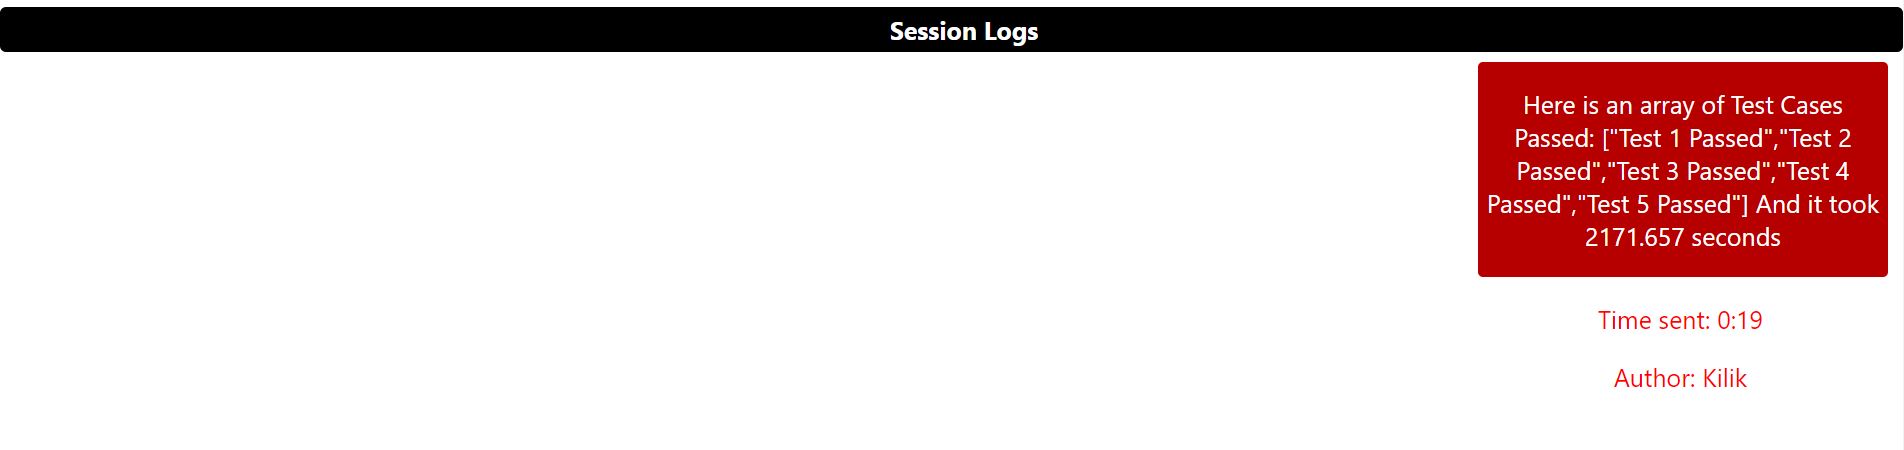 Session Logs
Here is an array of Test Cases
Passed: ["Test 1 Passed","Test 2
Passed","Test 3 Passed","Test 4
Passed","Test 5 Passed"] And it took
2171.657 seconds
Time sent: 0:19
Author: Kilik